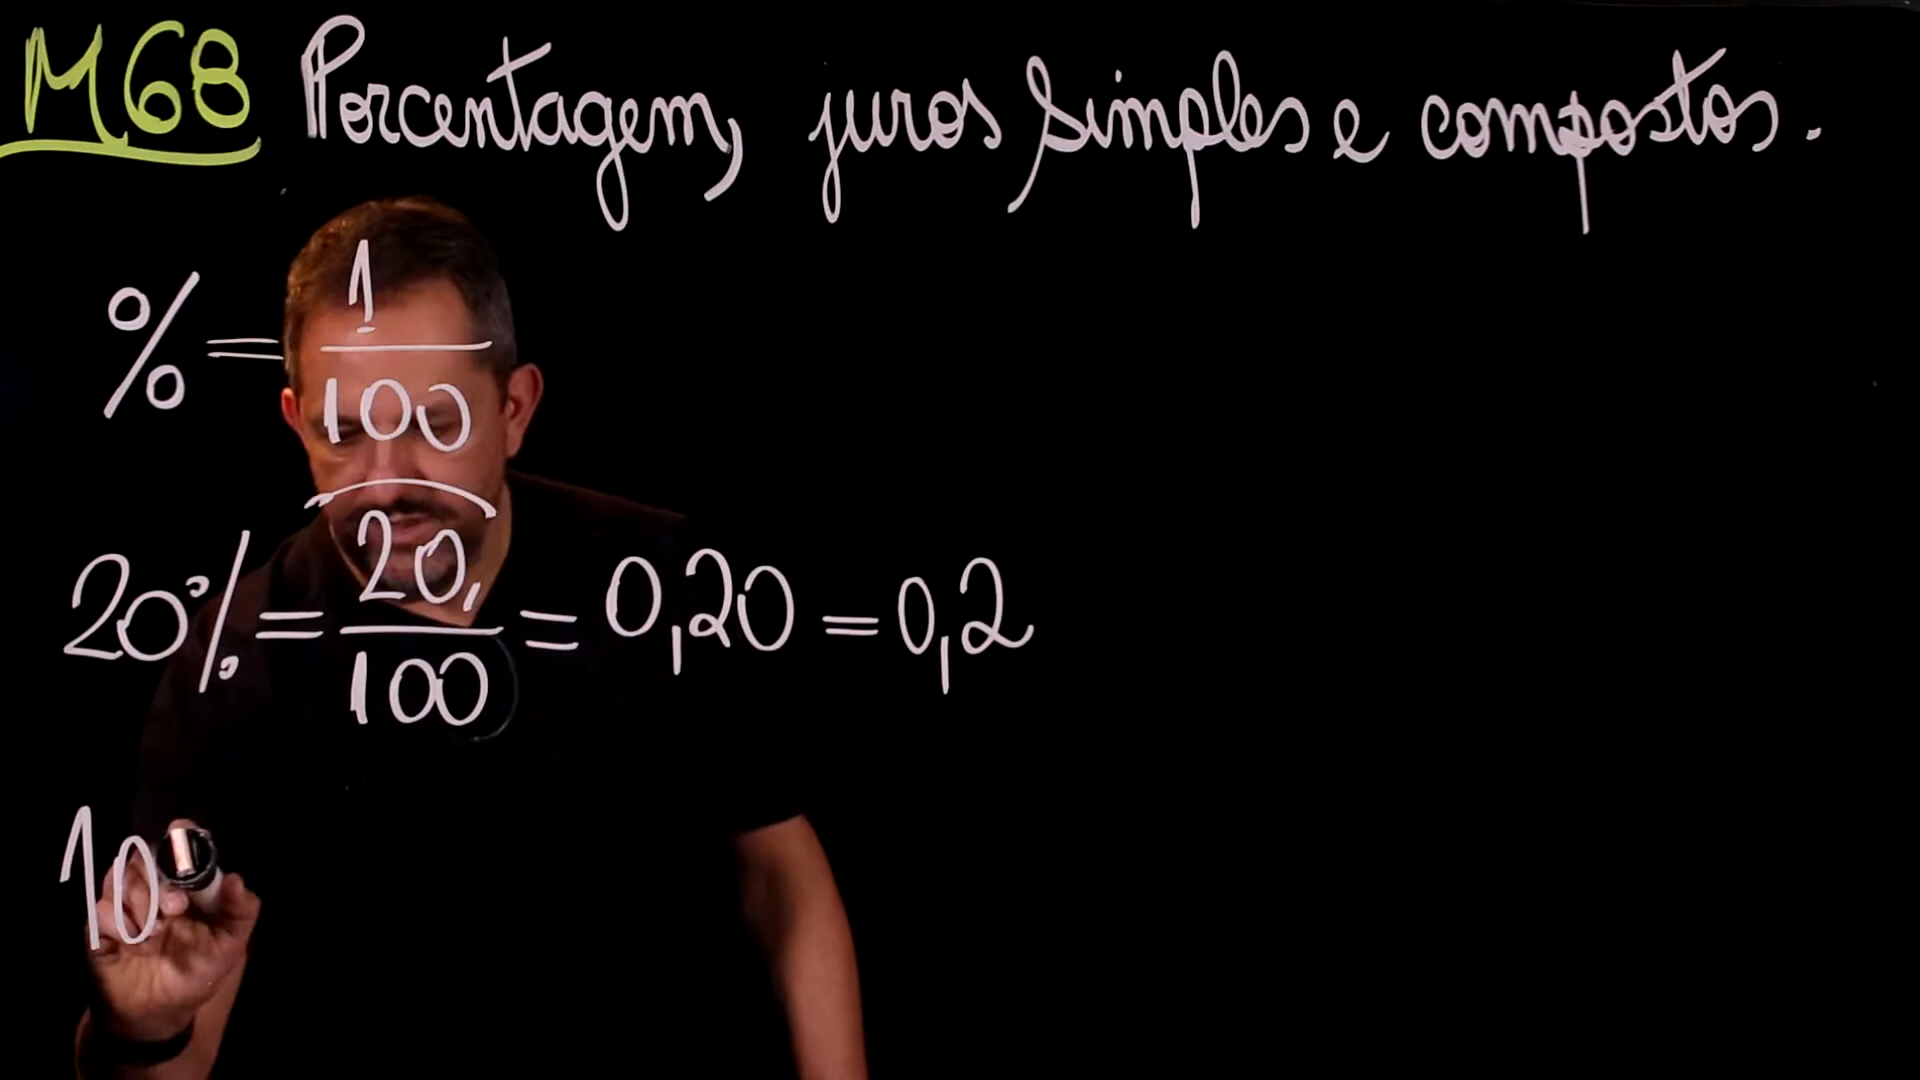 M68 Porcentagem, juros simples e compostos.
% = 1/100
20% = 20,/100 = 0,20 = 0,2
10